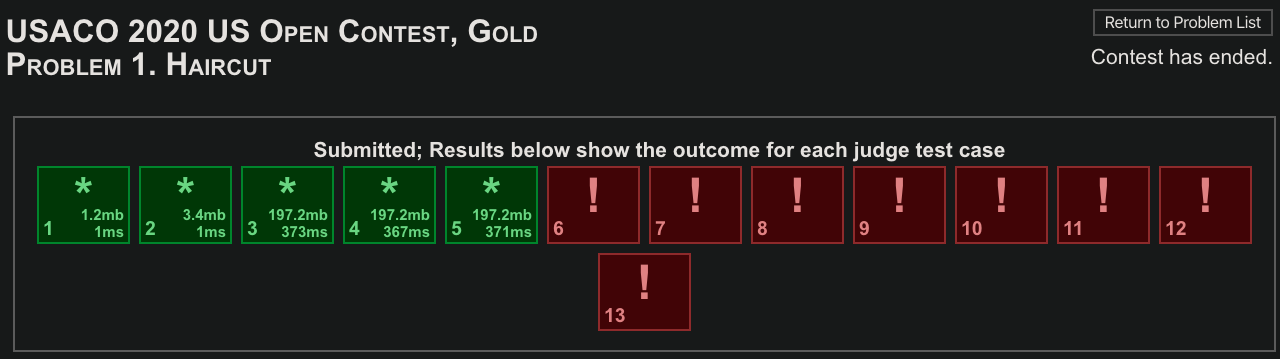 USACO 2020 US Open Contest, Gold
Problem 1. Haircut
Return to Problem List
Contest has ended.
Submitted; Results below show the outcome for each judge test case
* * * * * ! ! ! ! ! ! !
1.2mb 3.4mb 197.2mb 197.2mb 197.2mb
1 1ms 2 1ms 3 373ms 4 367ms 5 371ms 6 7 8 9 10 11 12
!
13